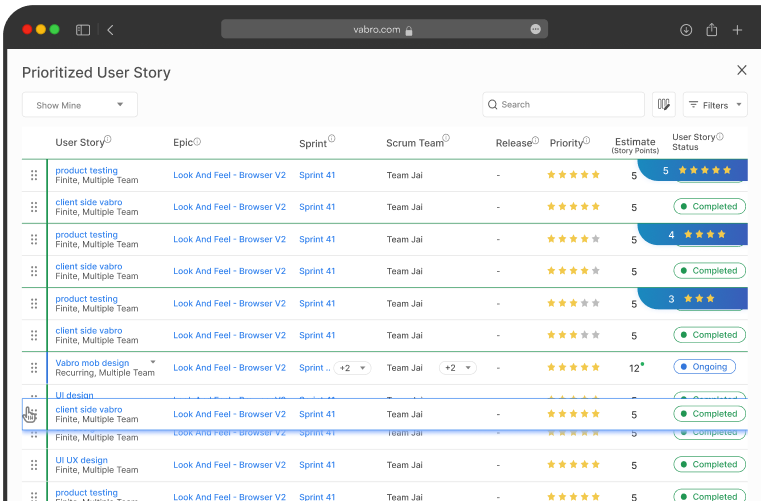 vabro.com
Prioritized User Story
Show Mine
Search
Filters
User Story Epic Sprint Scrum Team Release Priority Estimate (Story Points) User Story Status
product testing
Finite, Multiple Team
Look And Feel - Browser V2 Sprint 41 Team Jai - 5 5
client side vabro
Finite, Multiple Team
Look And Feel - Browser V2 Sprint 41 Team Jai - 5 Completed
product testing
Finite, Multiple Team
Look And Feel - Browser V2 Sprint 41 Team Jai - 5 4
client side vabro
Finite, Multiple Team
Look And Feel - Browser V2 Sprint 41 Team Jai - 5 Completed
product testing
Finite, Multiple Team
Look And Feel - Browser V2 Sprint 41 Team Jai - 5 3
client side vabro
Finite, Multiple Team
Look And Feel - Browser V2 Sprint 41 Team Jai - 5 Completed
Vabro mob design
Recurring, Multiple Team
Look And Feel - Browser V2 Sprint .. +2 Team Jai +2 - 12 Ongoing
UI design
client side vabro
Finite, Multiple Team
Look And Feel - Browser V2 Sprint 41 Team Jai - 5 Completed
Finite, Multiple Team
Look And Feel - Browser V2 Sprint 41 Team Jai - 5 Completed
UI UX design
Finite, Multiple Team
Look And Feel - Browser V2 Sprint 41 Team Jai - 5 Completed
product testing
Finite, Multiple Team
Look And Feel - Browser V2 Sprint 41 Team Jai - 5 Completed